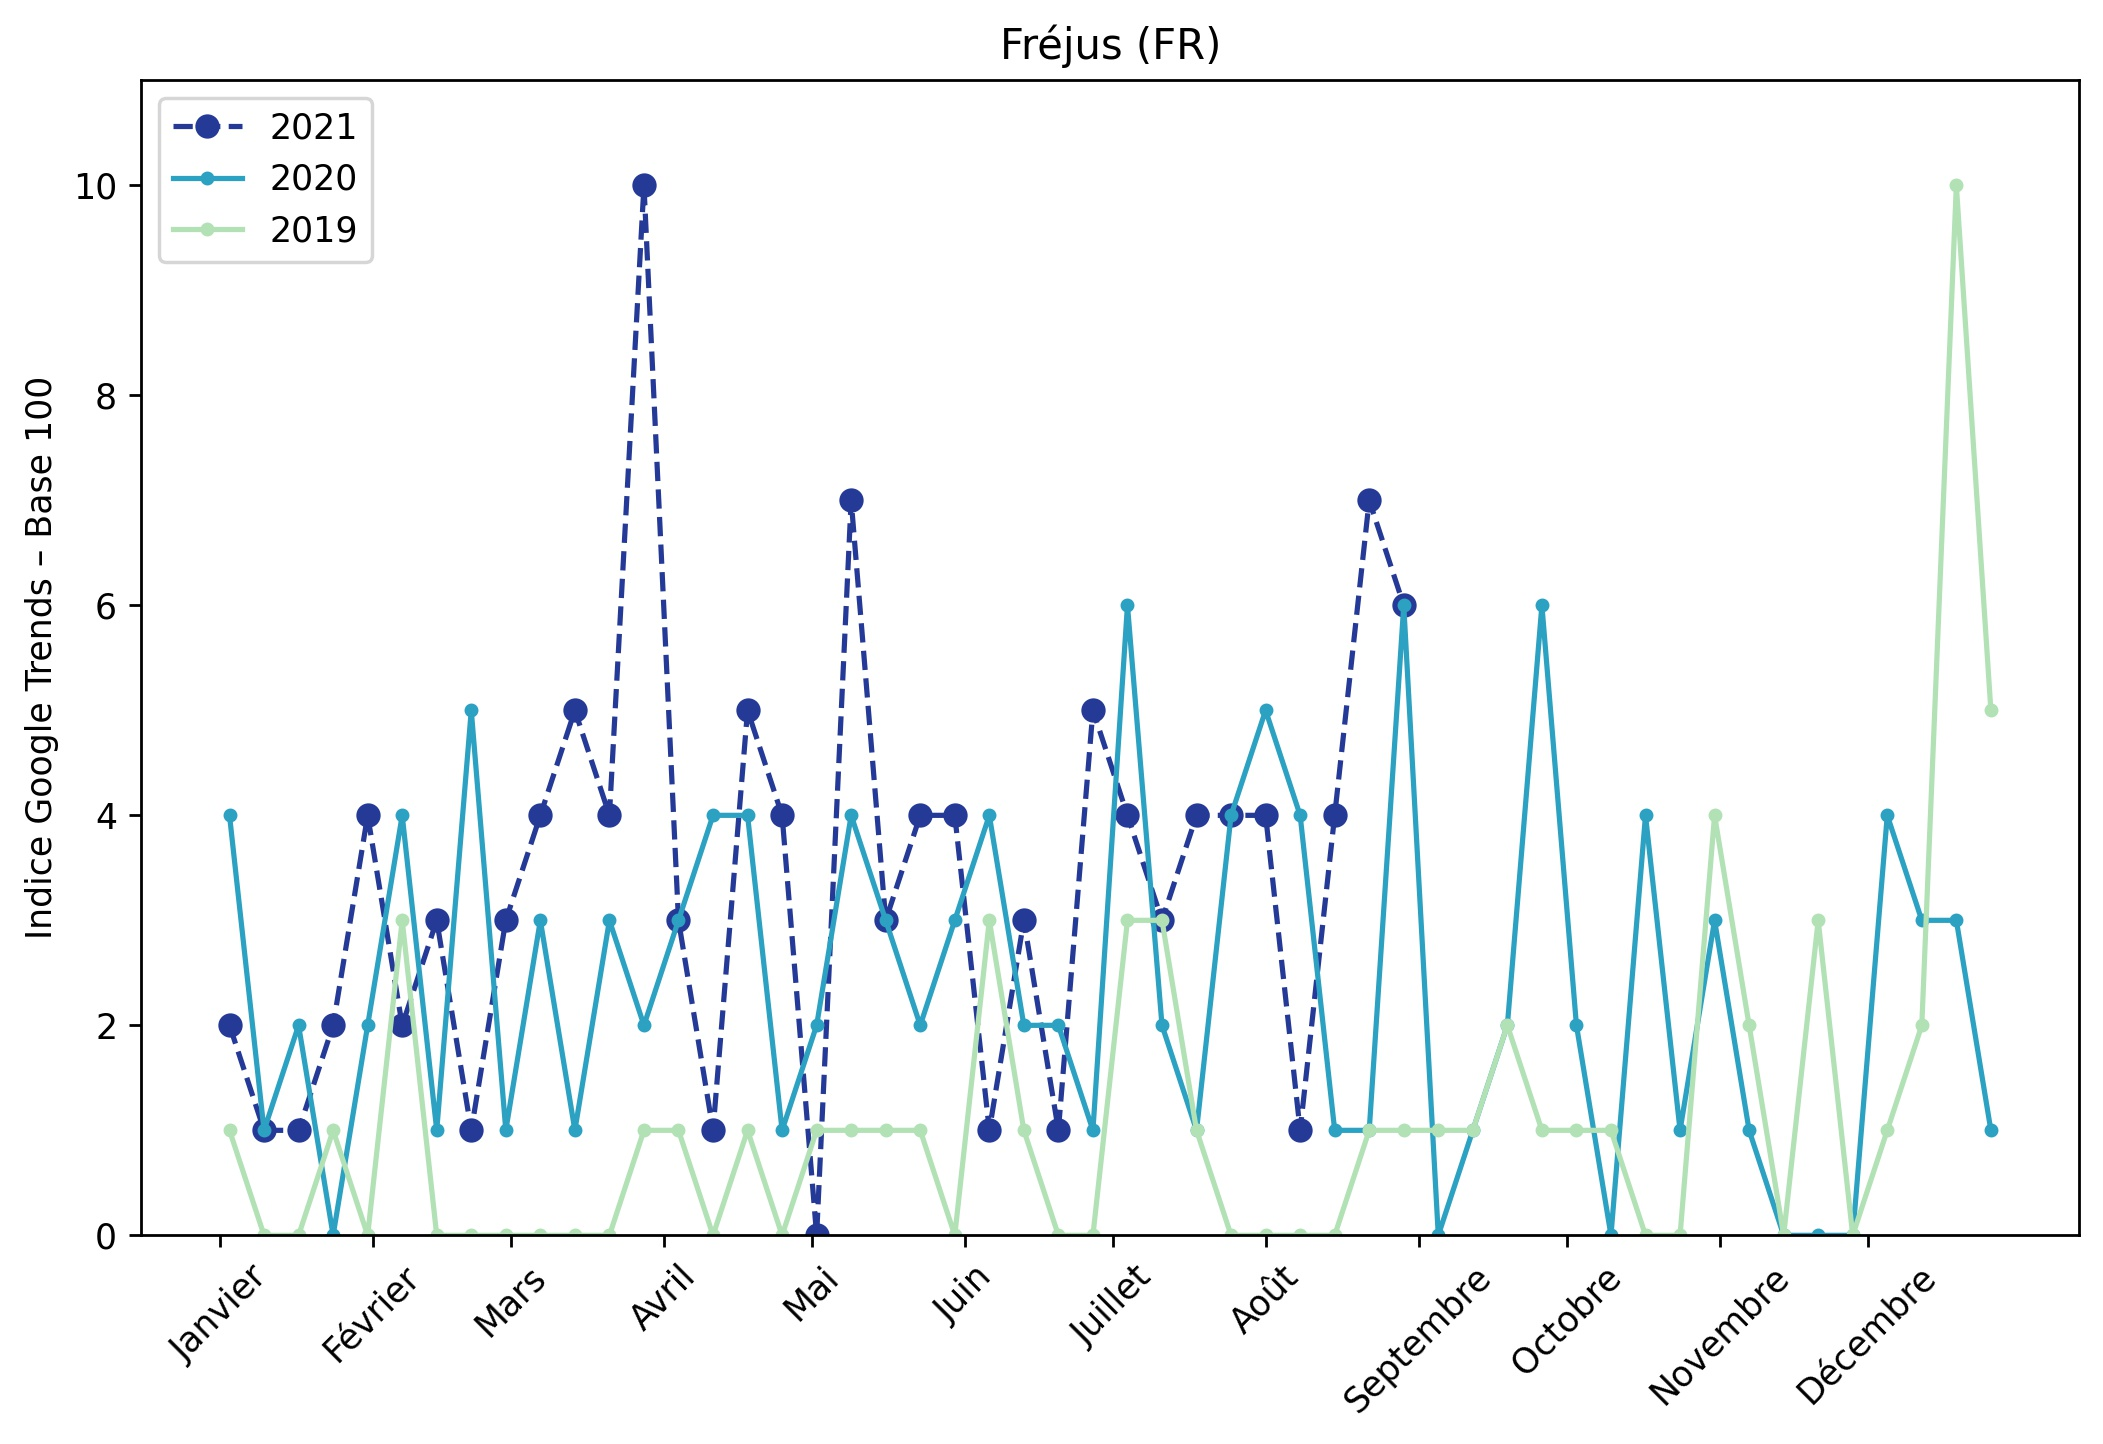 Fréjus (FR)
2021
2020
2019
Indice Google Trends – Base 100
10
8
6
4
2
0
Janvier
Février
Mars
Avril
Mai
Juin
Juillet
Août
Septembre
Octobre
Novembre
Décembre